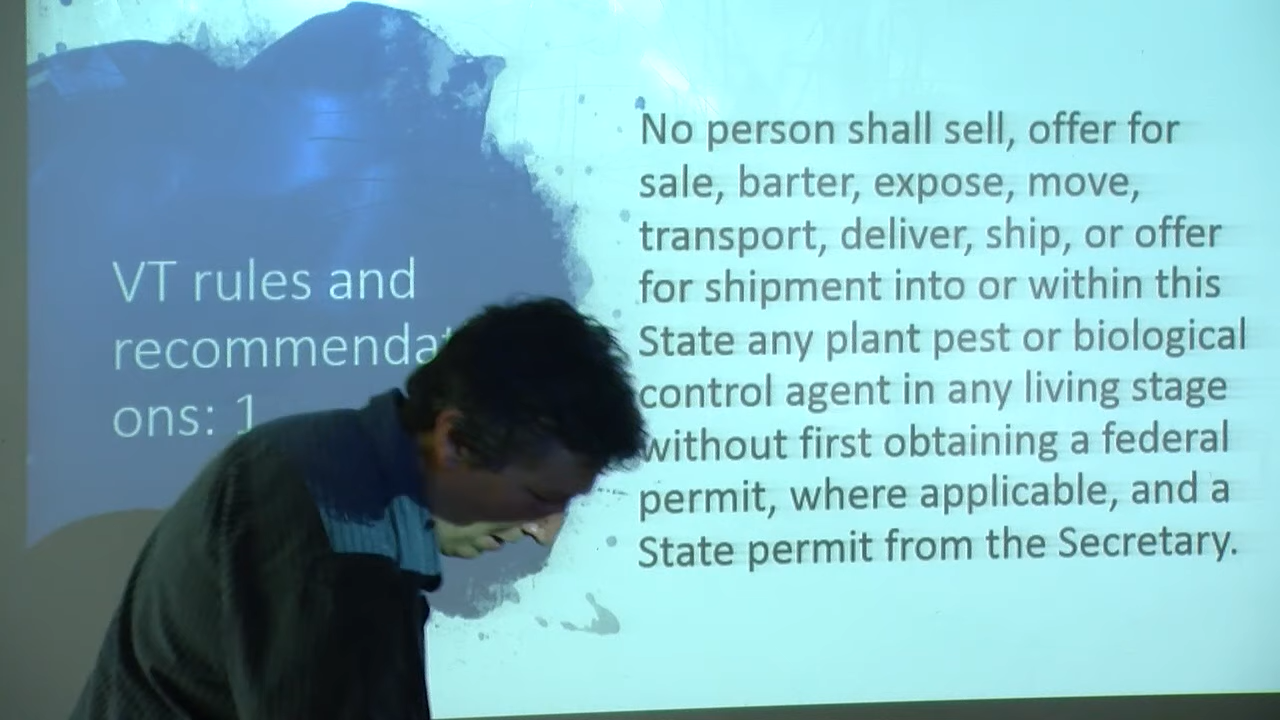 VT rules and
recommendat
ons: 1
No person shall sell, offer for
sale, barter, expose, move,
transport, deliver, ship, or offer
for shipment into or within this
State any plant pest or biological
control agent in any living stage
without first obtaining a federal
permit, where applicable, and a
State permit from the Secretary.